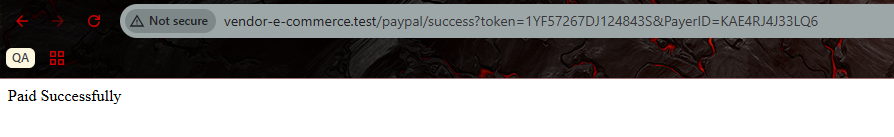 Not secure vendor-e-commerce.test/paypal/success?token=1YF57267DJ124843S&PayerID=KAE4RJ4J33LQ6
QA
Paid Successfully